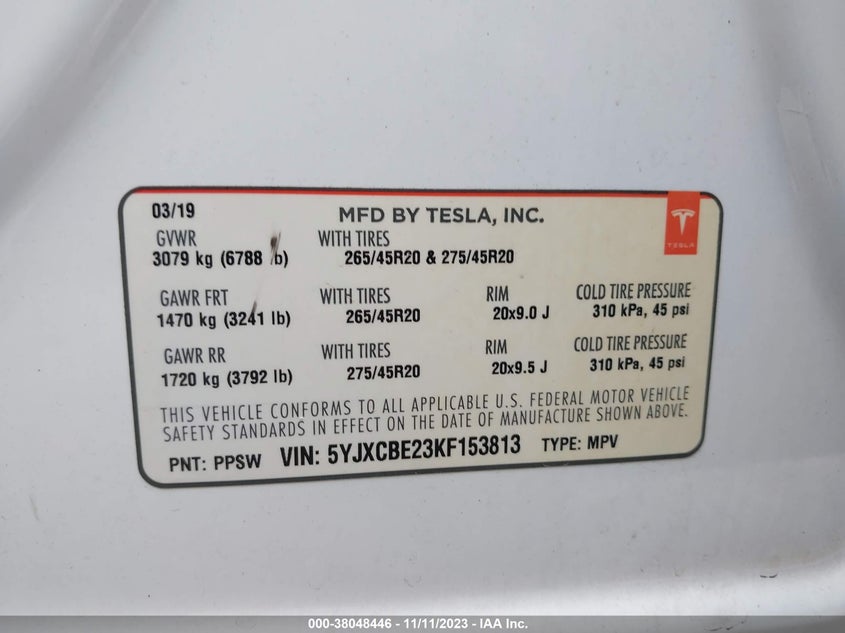 03/19 MFD BY TESLA, INC.
TESLA
GVWR WITH TIRES
3079 kg (6788 lb) 265/45R20 & 275/45R20
GAWR FRT WITH TIRES RIM COLD TIRE PRESSURE
1470 kg (3241 lb) 265/45R20 20x9.0 J 310 kPa, 45 psi
GAWR RR WITH TIRES RIM COLD TIRE PRESSURE
1720 kg (3792 lb) 275/45R20 20x9.5 J 310 kPa, 45 psi
THIS VEHICLE CONFORMS TO ALL APPLICABLE U.S. FEDERAL MOTOR VEHICLE
SAFETY STANDARDS IN EFFECT ON THE DATE OF MANUFACTURE SHOWN ABOVE.
PNT: PPSW VIN: 5YJXCBE23KF153813 TYPE: MPV
000-38048446 - 11/11/2023 - IAA Inc.